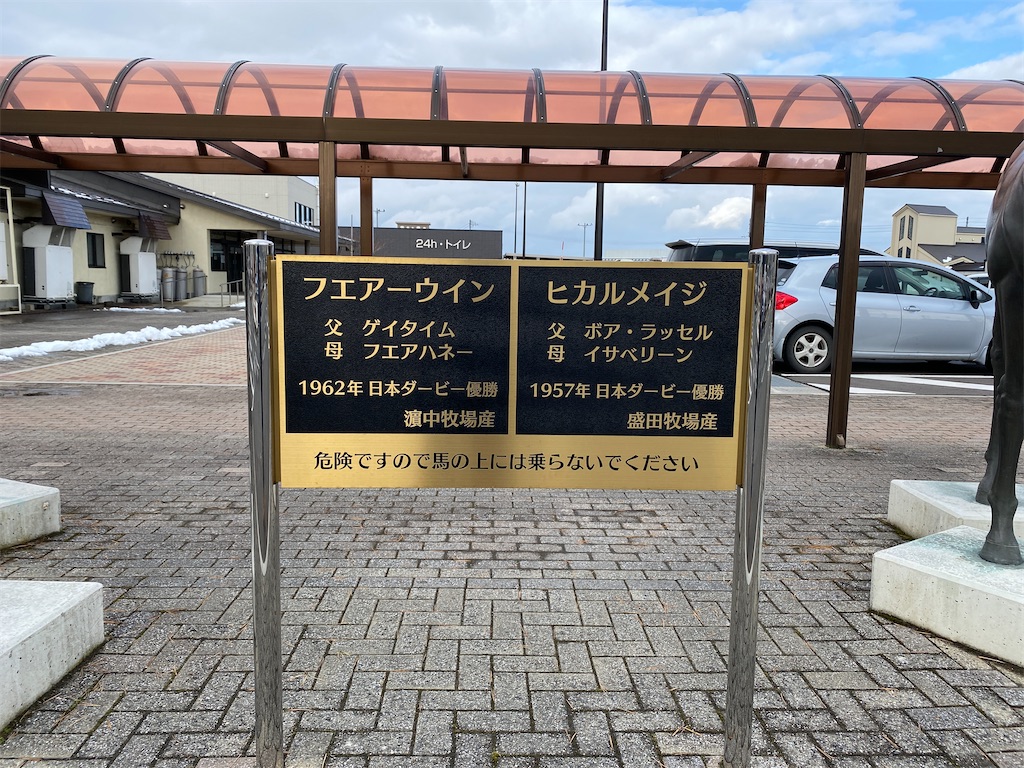 24h・トイレ
フエアーウイン
父 ゲイタイム
母 フエアハネー
1962年 日本ダービー優勝
濱中牧場産
ヒカルメイジ
父 ボア・ラッセル
母 イサベリーン
1957年 日本ダービー優勝
盛田牧場産
危険ですので馬の上には乗らないでください